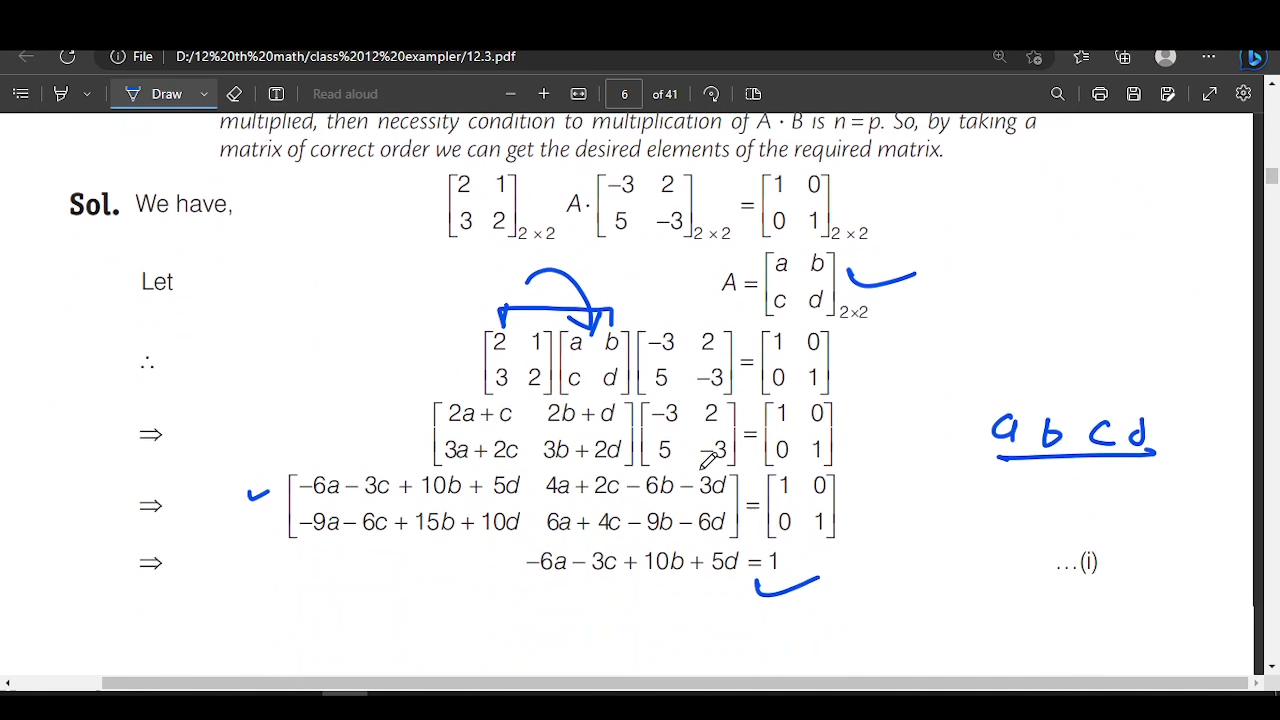 File D:/12%20th%20math/class%2012%20exampler/12.3.pdf
Draw Read aloud 6 of 41
multiplied, then necessity condition to multiplication of A · B is n = p. So, by taking a
matrix of correct order we can get the desired elements of the required matrix.
Sol. We have, [2 1; 3 2]2×2 A · [−3 2; 5 −3]2×2 = [1 0; 0 1]2×2
Let A = [a b; c d]2×2
∴ [2 1; 3 2] [a b; c d] [−3 2; 5 −3] = [1 0; 0 1]
⇒ [2a + c 2b + d; 3a + 2c 3b + 2d] [−3 2; 5 −3] = [1 0; 0 1]
a b c d
⇒ [−6a − 3c + 10b + 5d 4a + 2c − 6b − 3d; −9a − 6c + 15b + 10d 6a + 4c − 9b − 6d] = [1 0; 0 1]
⇒ −6a − 3c + 10b + 5d = 1 …(i)